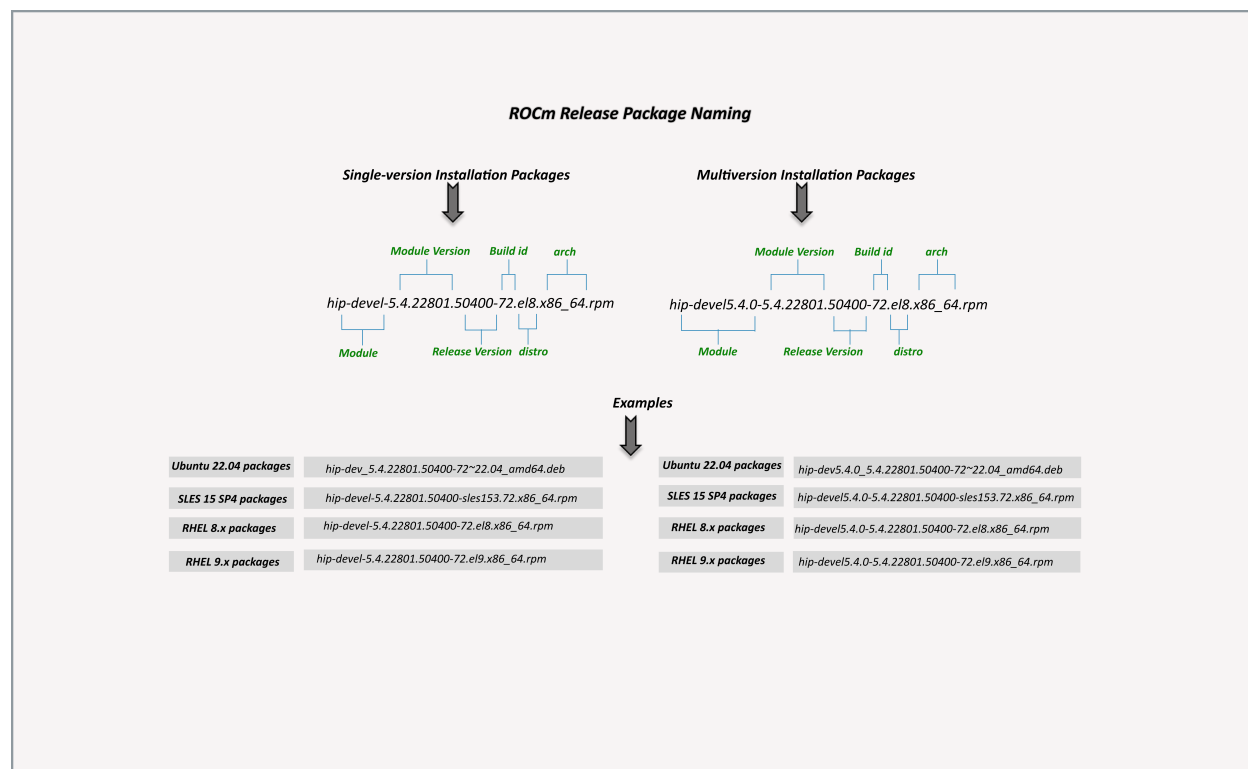 ROCm Release Package Naming
Single-version Installation Packages
Multiversion Installation Packages
Module Version Build id arch
hip-devel-5.4.22801.50400-72.el8.x86_64.rpm
Module Release Version distro
Module Version Build id arch
hip-devel5.4.0-5.4.22801.50400-72.el8.x86_64.rpm
Module Release Version distro
Examples
Ubuntu 22.04 packages hip-dev_5.4.22801.50400-72~22.04_amd64.deb
SLES 15 SP4 packages hip-devel-5.4.22801.50400-sles153.72.x86_64.rpm
RHEL 8.x packages hip-devel-5.4.22801.50400-72.el8.x86_64.rpm
RHEL 9.x packages hip-devel-5.4.22801.50400-72.el9.x86_64.rpm
Ubuntu 22.04 packages hip-dev5.4.0_5.4.22801.50400-72~22.04_amd64.deb
SLES 15 SP4 packages hip-devel5.4.0-5.4.22801.50400-sles153.72.x86_64.rpm
RHEL 8.x packages hip-devel5.4.0-5.4.22801.50400-72.el8.x86_64.rpm
RHEL 9.x packages hip-devel5.4.0-5.4.22801.50400-72.el9.x86_64.rpm